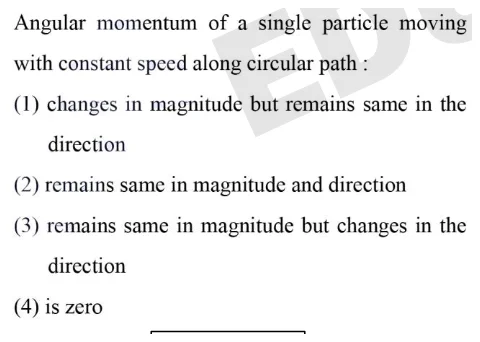 Angular momentum of a single particle moving
with constant speed along circular path :
(1) changes in magnitude but remains same in the
direction
(2) remains same in magnitude and direction
(3) remains same in magnitude but changes in the
direction
(4) is zero